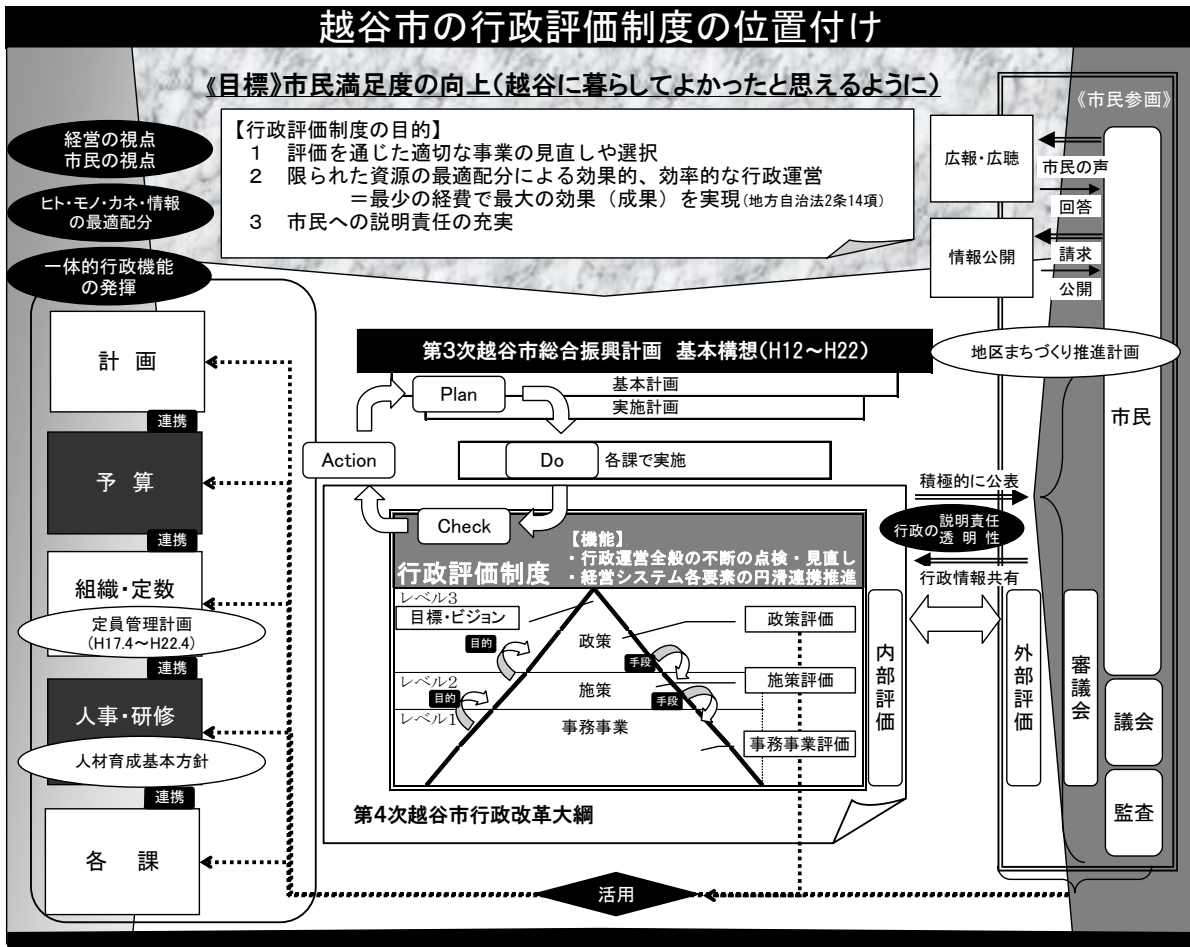 越谷市の行政評価制度の位置付け
《目標》市民満足度の向上(越谷に暮らしてよかったと思えるように)
【行政評価制度の目的】
1 評価を通じた適切な事業の見直しや選択
2 限られた資源の最適配分による効果的、効率的な行政運営
＝最少の経費で最大の効果（成果）を実現(地方自治法2条14項)
3 市民への説明責任の充実
経営の視点
市民の視点
ヒト・モノ・カネ・情報
の最適配分
一体的行政機能
の発揮
計 画
連携
予 算
連携
組織・定数
定員管理計画
(H17.4～H22.4)
連携
人事・研修
人材育成基本方針
連携
各 課
第3次越谷市総合振興計画 基本構想(H12～H22)
基本計画
実施計画
Plan
Do
各課で実施
Action
Check
【機能】
・行政運営全般の不断の点検・見直し
・経営システム各要素の円滑連携推進
行政評価制度
レベル3
目標・ビジョン
政策
政策評価
目的
手段
レベル2
施策
施策評価
目的
手段
レベル1
事務事業
事務事業評価
第4次越谷市行政改革大綱
内部評価
活用
《市民参画》
広報・広聴
市民の声
回答
情報公開
請求
公開
地区まちづくり推進計画
市民
積極的に公表
行政の
説明責任
透明性
行政情報共有
外部評価
審議会
議会
監査